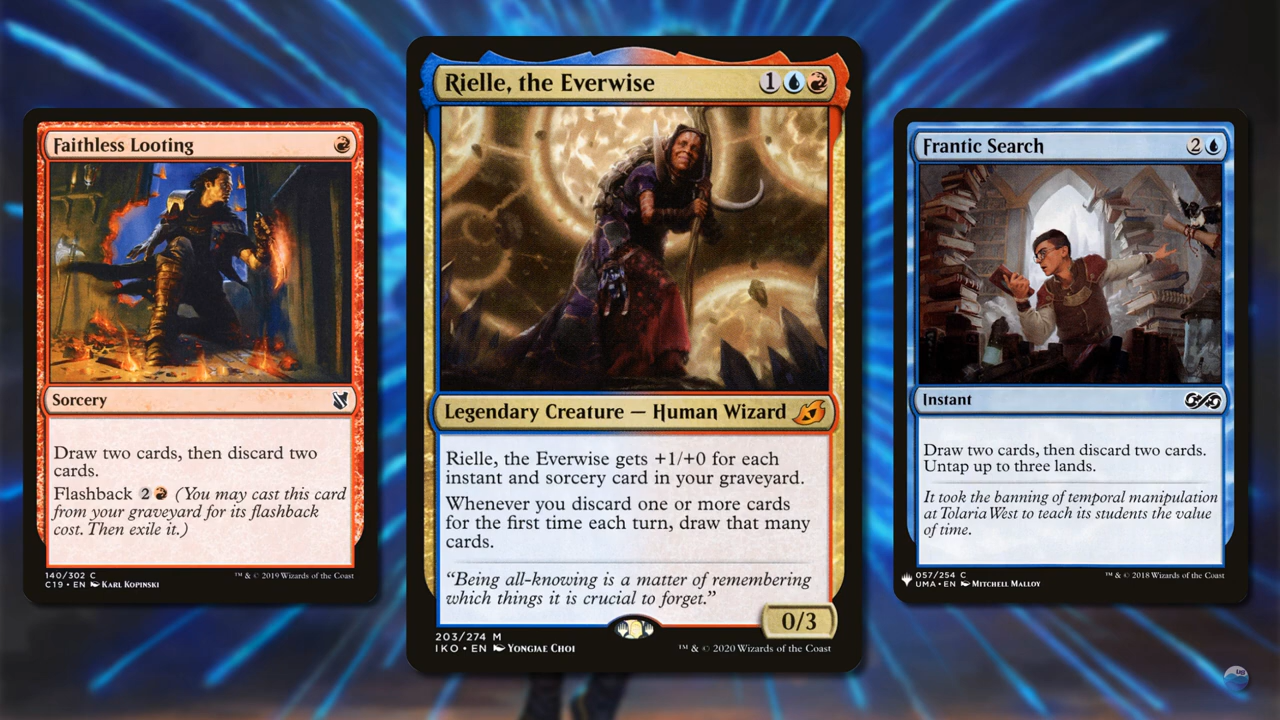 Faithless Looting
Sorcery
Draw two cards, then discard two
cards.
Flashback 2 (You may cast this card
from your graveyard for its flashback
cost. Then exile it.)
140/302 C
C19 • EN Karl Kopinski
™ & © 2019 Wizards of the Coast
Rielle, the Everwise
1
Legendary Creature — Human Wizard
Rielle, the Everwise gets +1/+0 for each
instant and sorcery card in your graveyard.
Whenever you discard one or more cards
for the first time each turn, draw that many
cards.
“Being all-knowing is a matter of remembering
which things it is crucial to forget.”
0/3
203/274 M
IKO • EN Yongjae Choi
™ & © 2020 Wizards of the Coast
Frantic Search
2
Instant
Draw two cards, then discard two cards.
Untap up to three lands.
It took the banning of temporal manipulation
at Tolaria West to teach its students the value
of time.
057/254 C
UMA • EN Mitchell Malloy
™ & © 2018 Wizards of the Coast